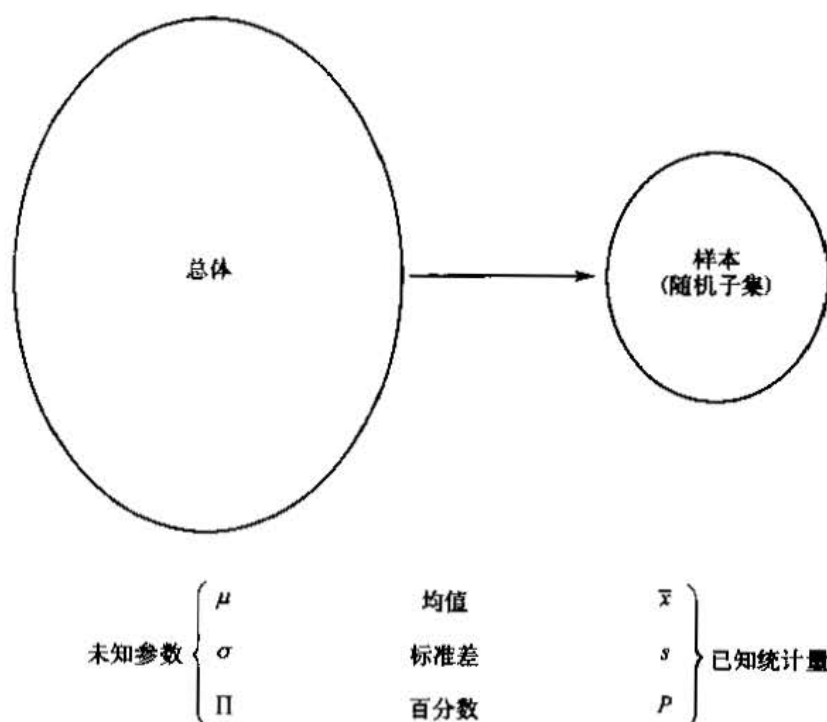 总体
样本
(随机子集)
μ 均值 x̄
未知参数 { σ 标准差 s } 已知统计量
Π 百分数 P